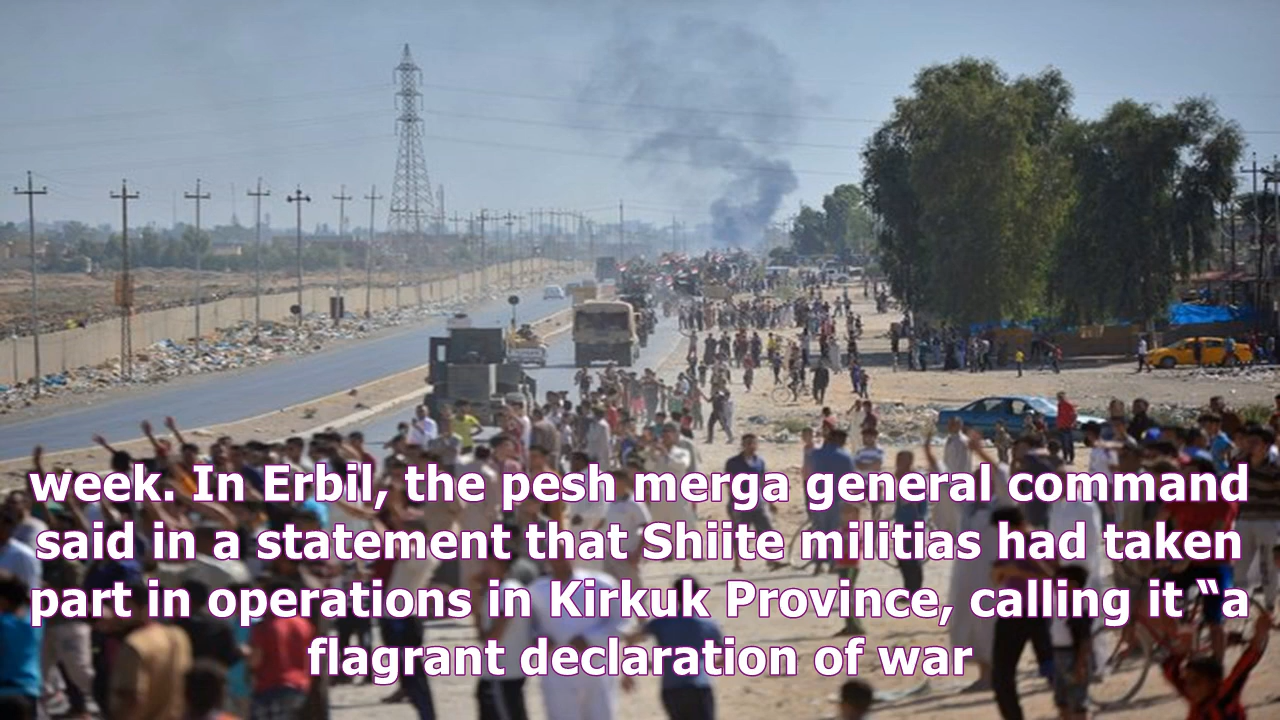 week. In Erbil, the pesh merga general command
said in a statement that Shiite militias had taken
part in operations in Kirkuk Province, calling it “a
flagrant declaration of war